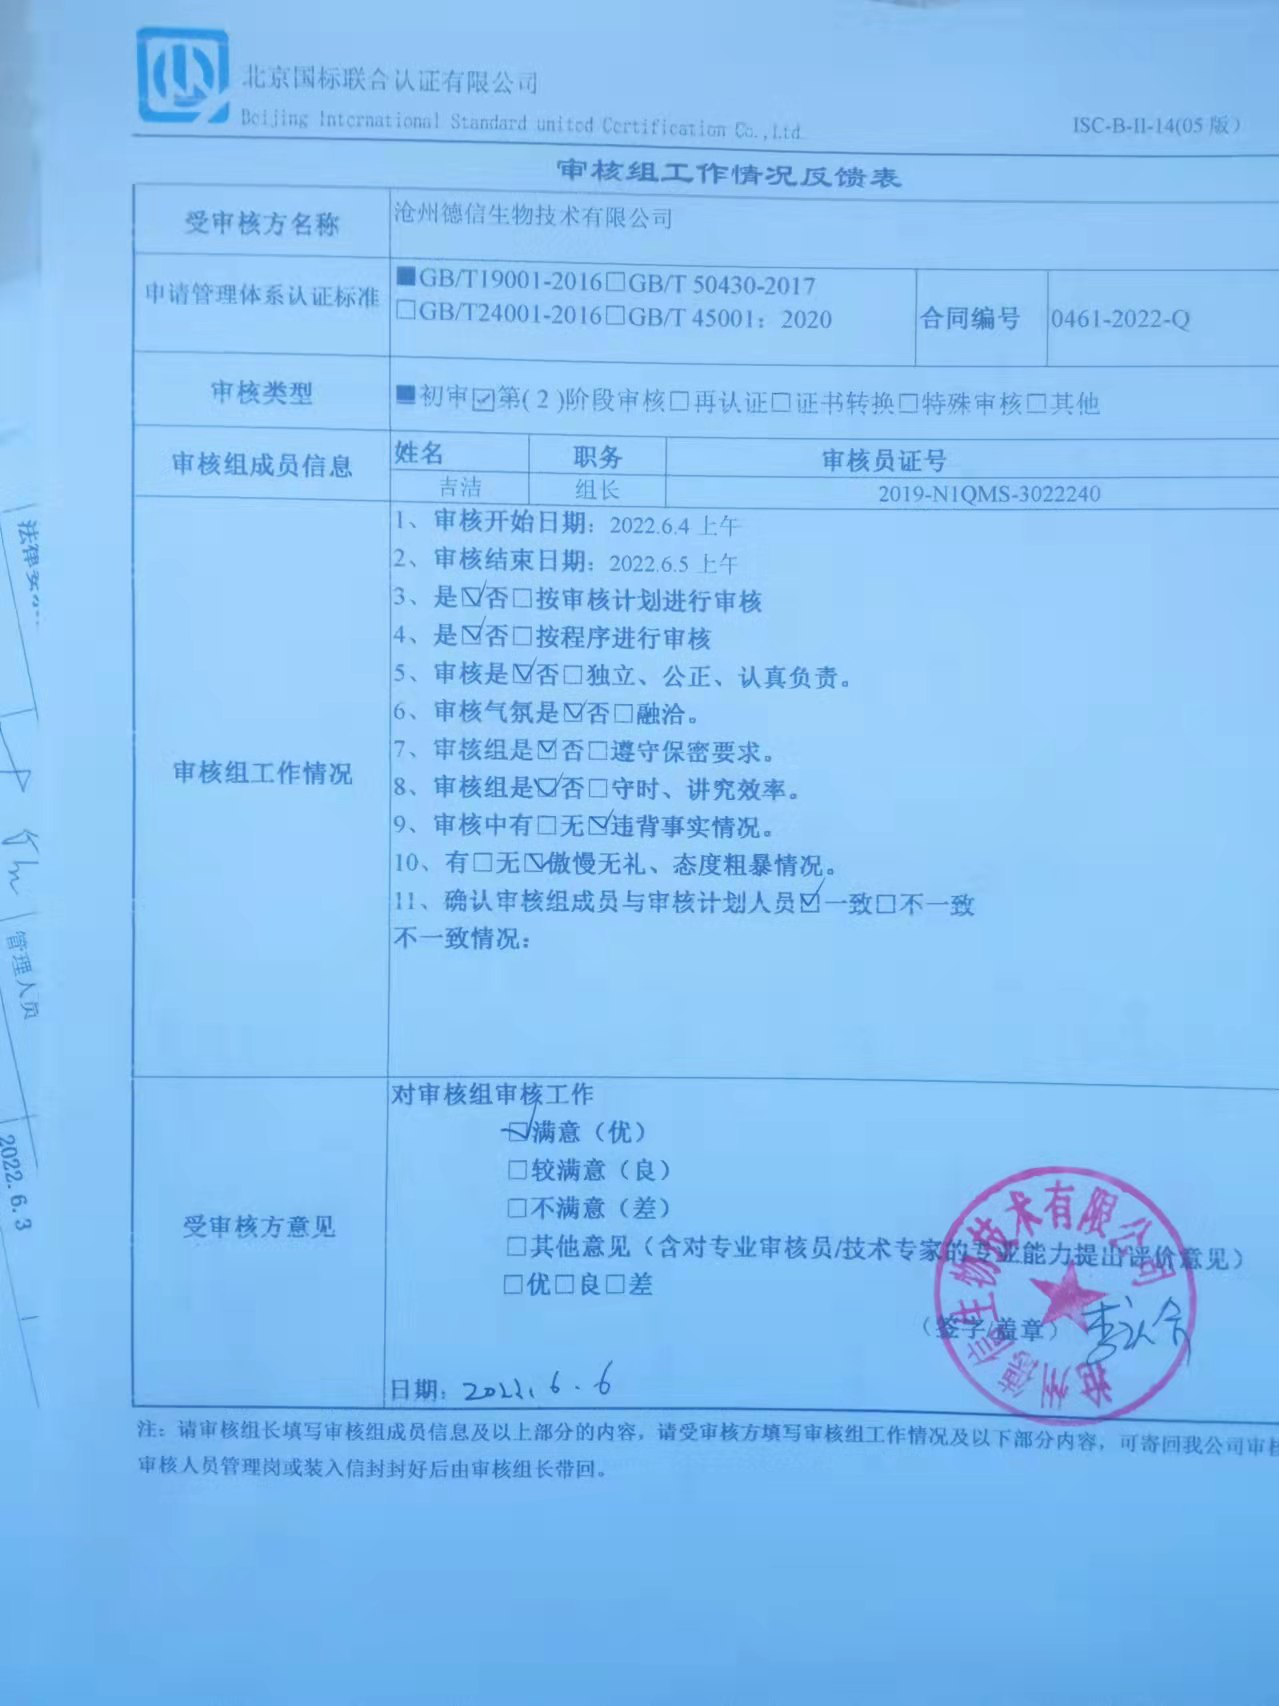 北京国标联合认证有限公司
Beijing International Standard united Certification Co.,Ltd.
ISC-B-II-14(05 版)
审核组工作情况反馈表
受审核方名称 沧州德信生物技术有限公司
申请管理体系认证标准 ■GB/T19001-2016□GB/T 50430-2017
□GB/T24001-2016□GB/T 45001：2020
合同编号 0461-2022-Q
审核类型 ■初审☑第( 2 )阶段审核□再认证□证书转换□特殊审核□其他
审核组成员信息 姓名 职务 审核员证号
吉洁 组长 2019-N1QMS-3022240
审核组工作情况
1、审核开始日期：2022.6.4 上午
2、审核结束日期：2022.6.5 上午
3、是☑否□按审核计划进行审核
4、是☑否□按程序进行审核
5、审核是☑否□独立、公正、认真负责。
6、审核气氛是☑否□融洽。
7、审核组是☑否□遵守保密要求。
8、审核组是☑否□守时、讲究效率。
9、审核中有□无☑违背事实情况。
10、有□无☑傲慢无礼、态度粗暴情况。
11、确认审核组成员与审核计划人员☑一致□不一致
不一致情况：
受审核方意见
对审核组审核工作
☑满意（优）
□较满意（良）
□不满意（差）
□其他意见（含对专业审核员/技术专家的专业能力提出评价意见）
□优□良□差
（签字/盖章）
沧州德信生物技术有限公司
日期：2022.6.6
注：请审核组长填写审核组成员信息及以上部分的内容，请受审核方填写审核组工作情况及以下部分内容，可寄回我公司审核
审核人员管理岗或装入信封封好后由审核组长带回。
管理人员
2022.6.3